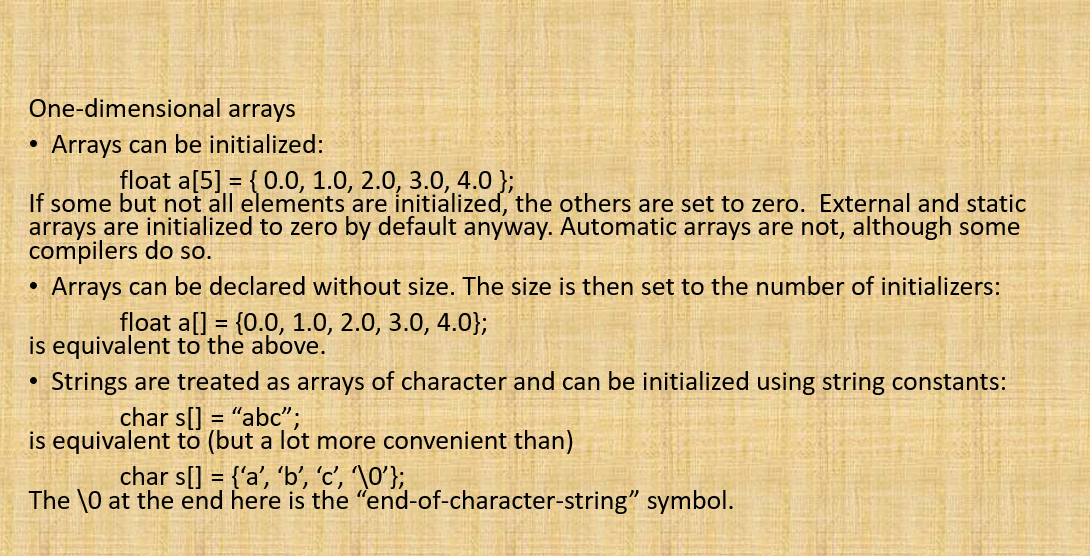 One-dimensional arrays
• Arrays can be initialized:
float a[5] = { 0.0, 1.0, 2.0, 3.0, 4.0 };
If some but not all elements are initialized, the others are set to zero.  External and static
arrays are initialized to zero by default anyway. Automatic arrays are not, although some
compilers do so.
• Arrays can be declared without size. The size is then set to the number of initializers:
float a[] = {0.0, 1.0, 2.0, 3.0, 4.0};
is equivalent to the above.
• Strings are treated as arrays of character and can be initialized using string constants:
char s[] = “abc”;
is equivalent to (but a lot more convenient than)
char s[] = {‘a’, ‘b’, ‘c’, ‘\0’};
The \0 at the end here is the “end-of-character-string” symbol.